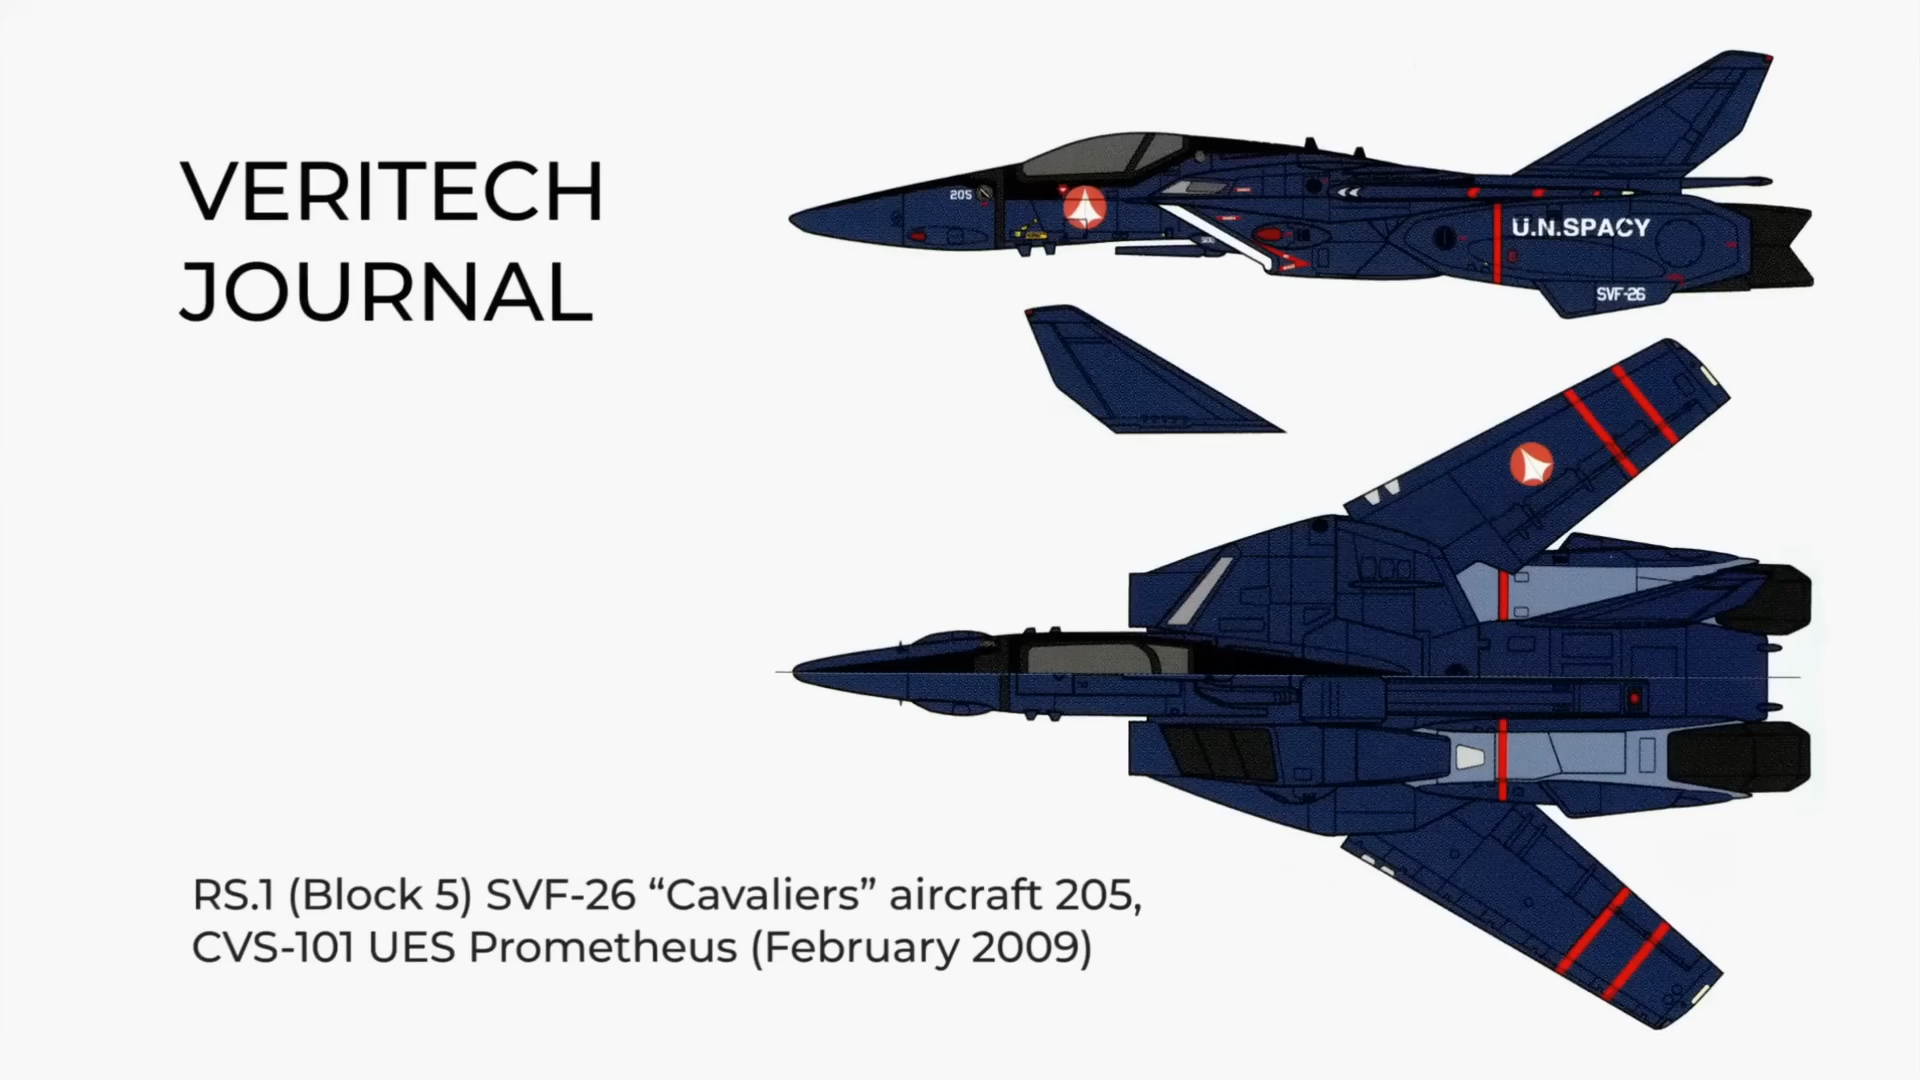 VERITECH
JOURNAL
205
U.N.SPACY
SVF-26
RS.1 (Block 5) SVF-26 “Cavaliers” aircraft 205,
CVS-101 UES Prometheus (February 2009)